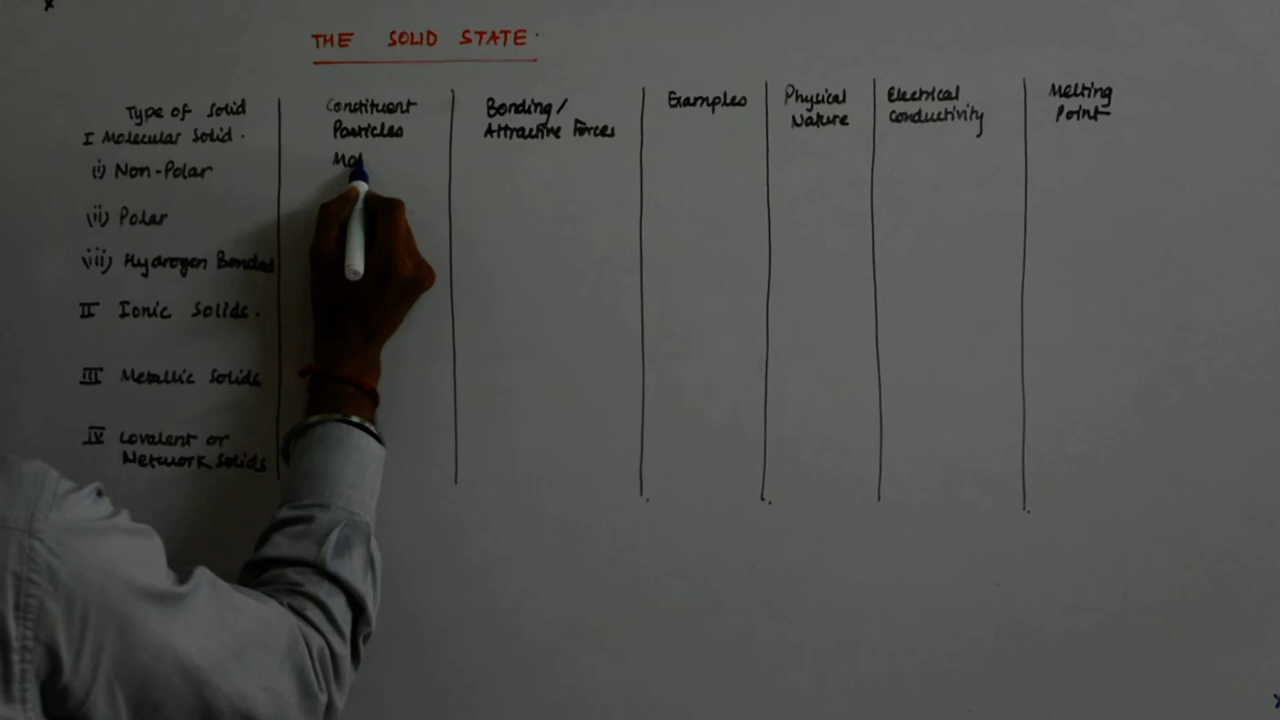 THE SOLID STATE.
Type of Solid
Constituent
Particles
Bonding/
Attractive Forces
Examples
Physical
Nature
Electrical
Conductivity
Melting
Point
I Molecular Solid.
Mol
(i) Non-Polar
(ii) Polar
(iii) Hydrogen Bonded
II Ionic Solids.
III Metallic Solids
IV Covalent or
Network Solids